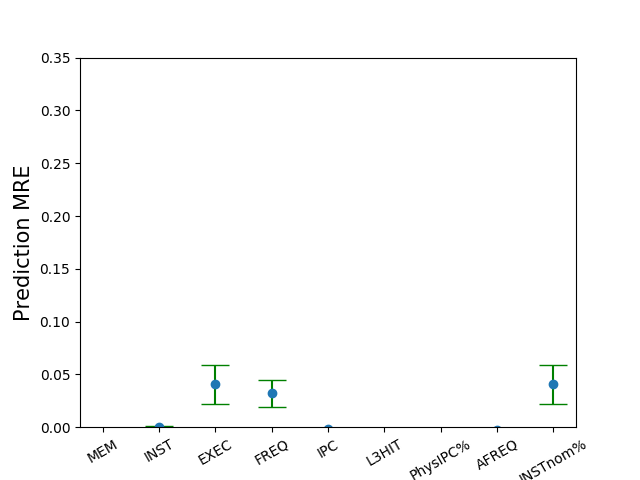 0.35
0.30
0.25
0.20
0.15
0.10
0.05
0.00
Prediction MRE
MEM
INST
EXEC
FREQ
IPC
L3HIT
PhysIPC%
AFREQ
INSTnom%